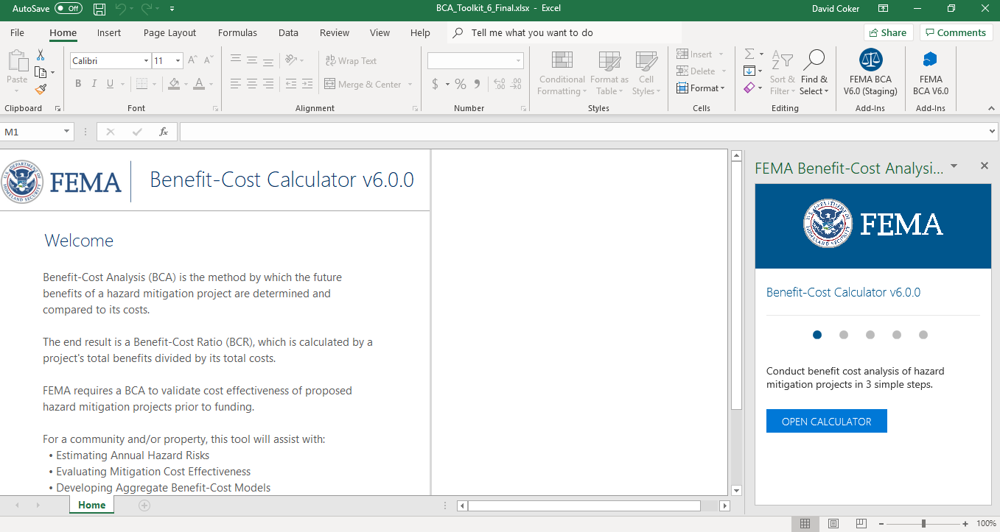 AutoSave Off
BCA_Toolkit_6_Final.xlsx - Excel
David Coker
File Home Insert Page Layout Formulas Data Review View Help Tell me what you want to do
Share Comments
Paste
Calibri 11
B I U
A
Wrap Text
Merge & Center
$ % 9
Conditional
Formatting
Format as
Table
Cell
Styles
Insert
Delete
Format
Sort &
Filter
Find &
Select
FEMA BCA
V6.0 (Staging)
FEMA
BCA V6.0
Clipboard Font Alignment Number Styles Cells Editing Add-Ins Add-Ins
M1 fx
FEMA Benefit-Cost Calculator v6.0.0
Welcome
Benefit-Cost Analysis (BCA) is the method by which the future
benefits of a hazard mitigation project are determined and
compared to its costs.
The end result is a Benefit-Cost Ratio (BCR), which is calculated by a
project's total benefits divided by its total costs.
FEMA requires a BCA to validate cost effectiveness of proposed
hazard mitigation projects prior to funding.
For a community and/or property, this tool will assist with:
• Estimating Annual Hazard Risks
• Evaluating Mitigation Cost Effectiveness
• Developing Aggregate Benefit-Cost Models
FEMA Benefit-Cost Analysi...
U.S. DEPARTMENT OF
HOMELAND SECURITY
FEMA
Benefit-Cost Calculator v6.0.0
Conduct benefit cost analysis of hazard
mitigation projects in 3 simple steps.
OPEN CALCULATOR
Home
100%